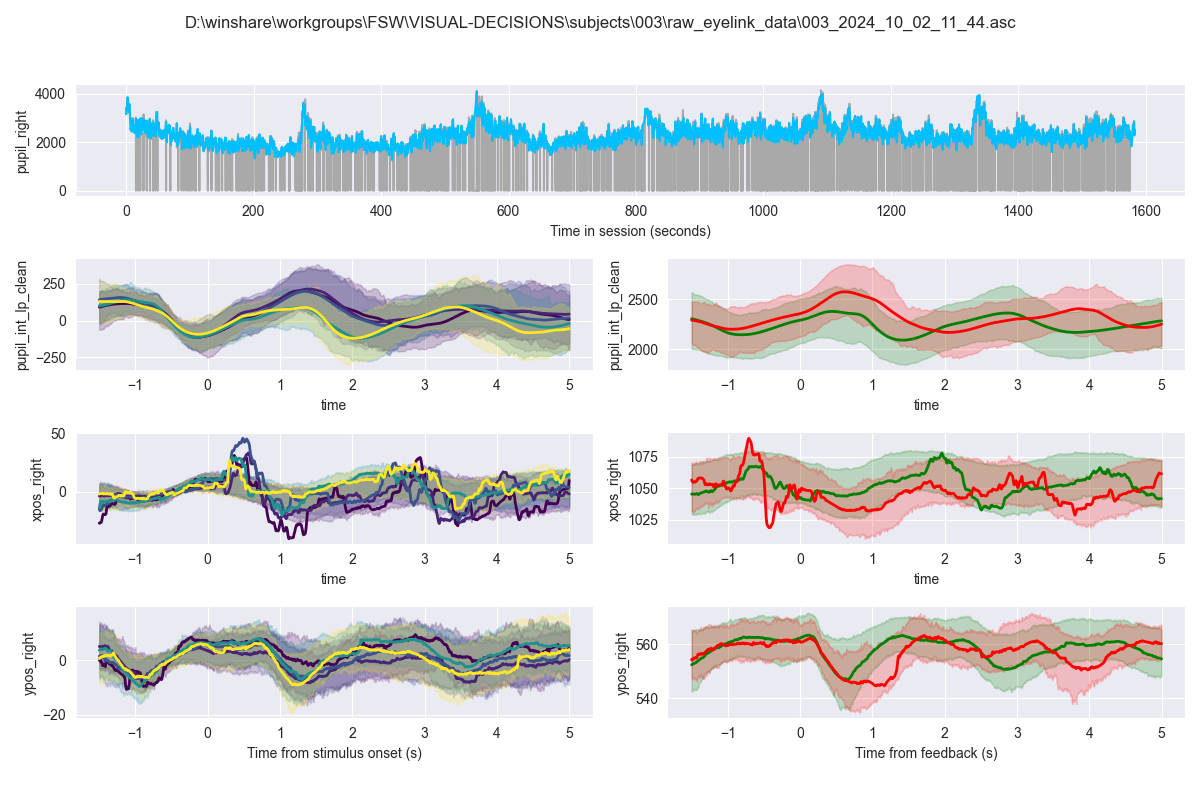 D:\winshare\workgroups\FSW\VISUAL-DECISIONS\subjects\003\raw_eyelink_data\003_2024_10_02_11_44.asc
pupil_right
4000
2000
0
0 200 400 600 800 1000 1200 1400 1600
Time in session (seconds)
pupil_int_lp_clean
250
0
−250
−1 0 1 2 3 4 5
time
pupil_int_lp_clean
2500
2000
−1 0 1 2 3 4 5
time
xpos_right
50
0
−1 0 1 2 3 4 5
time
xpos_right
1075
1050
1025
−1 0 1 2 3 4 5
time
ypos_right
0
−20
−1 0 1 2 3 4 5
Time from stimulus onset (s)
ypos_right
560
540
−1 0 1 2 3 4 5
Time from feedback (s)